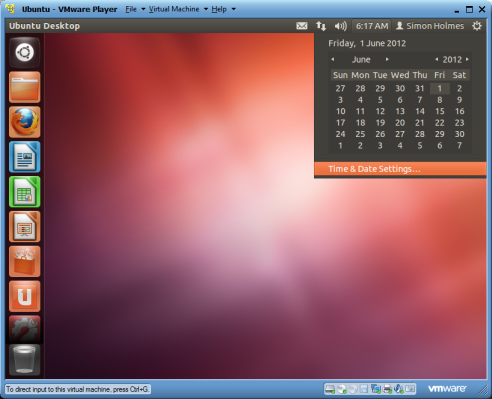 Ubuntu - VMware Player File Virtual Machine Help
Ubuntu Desktop 6:17 AM Simon Holmes
Friday, 1 June 2012
June 2012
Sun Mon Tue Wed Thu Fri Sat
27 28 29 30 31 1 2
3 4 5 6 7 8 9
10 11 12 13 14 15 16
17 18 19 20 21 22 23
24 25 26 27 28 29 30
1 2 3 4 5 6 7
Time & Date Settings...
To direct input to this virtual machine, press Ctrl+G.
vmware